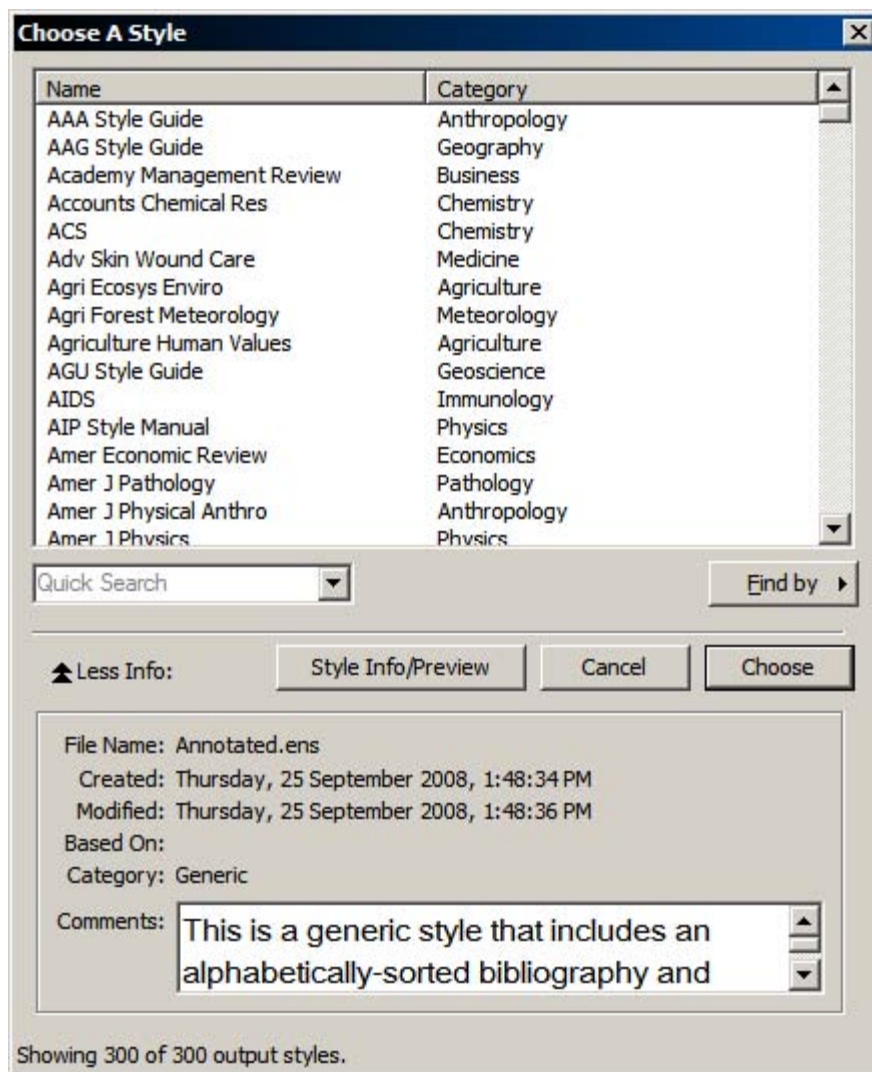 Choose A Style
Name Category
AAA Style Guide Anthropology
AAG Style Guide Geography
Academy Management Review Business
Accounts Chemical Res Chemistry
ACS Chemistry
Adv Skin Wound Care Medicine
Agri Ecosys Enviro Agriculture
Agri Forest Meteorology Meteorology
Agriculture Human Values Agriculture
AGU Style Guide Geoscience
AIDS Immunology
AIP Style Manual Physics
Amer Economic Review Economics
Amer J Pathology Pathology
Amer J Physical Anthro Anthropology
Amer J Physics Physics
Quick Search Find by
Less Info: Style Info/Preview Cancel Choose
File Name: Annotated.ens
Created: Thursday, 25 September 2008, 1:48:34 PM
Modified: Thursday, 25 September 2008, 1:48:36 PM
Based On:
Category: Generic
Comments: This is a generic style that includes an
alphabetically-sorted bibliography and
Showing 300 of 300 output styles.